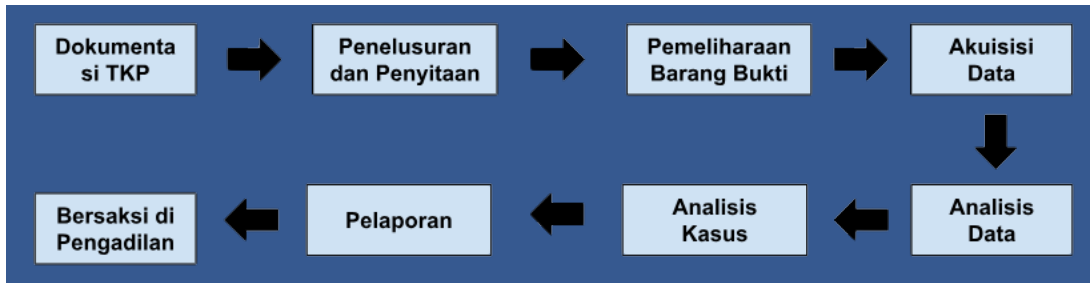 Dokumenta
si TKP
Penelusuran
dan Penyitaan
Pemeliharaan
Barang Bukti
Akuisisi
Data
Analisis
Data
Analisis
Kasus
Pelaporan
Bersaksi di
Pengadilan